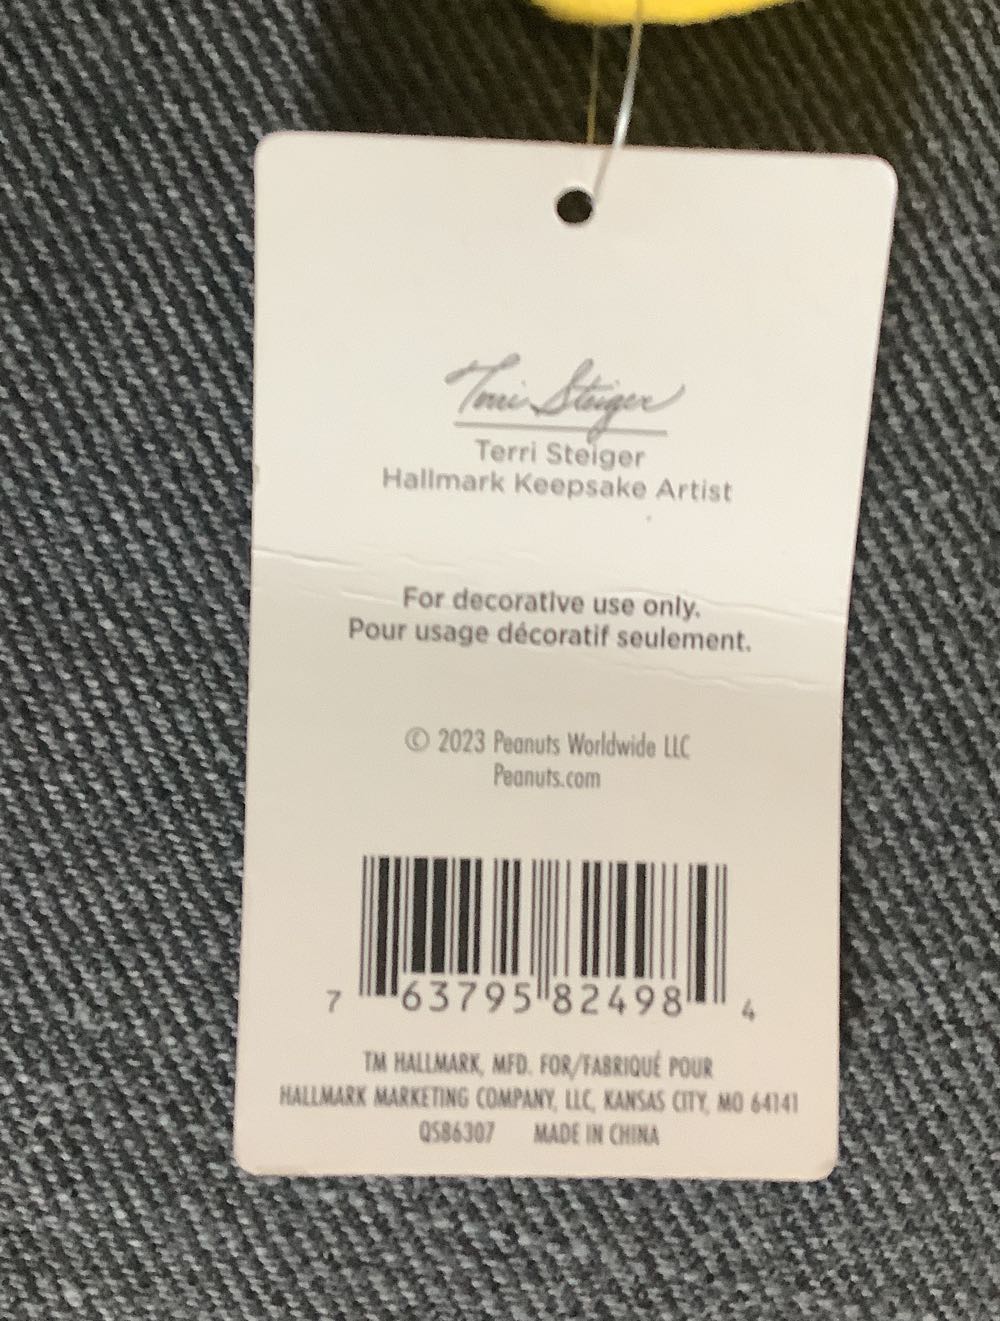 Terri Steiger
Terri Steiger
Hallmark Keepsake Artist
For decorative use only.
Pour usage décoratif seulement.
© 2023 Peanuts Worldwide LLC
Peanuts.com
7 63795 82498 4
TM HALLMARK, MFD. FOR/FABRIQUÉ POUR
HALLMARK MARKETING COMPANY, LLC, KANSAS CITY, MO 64141
QSB6307 MADE IN CHINA